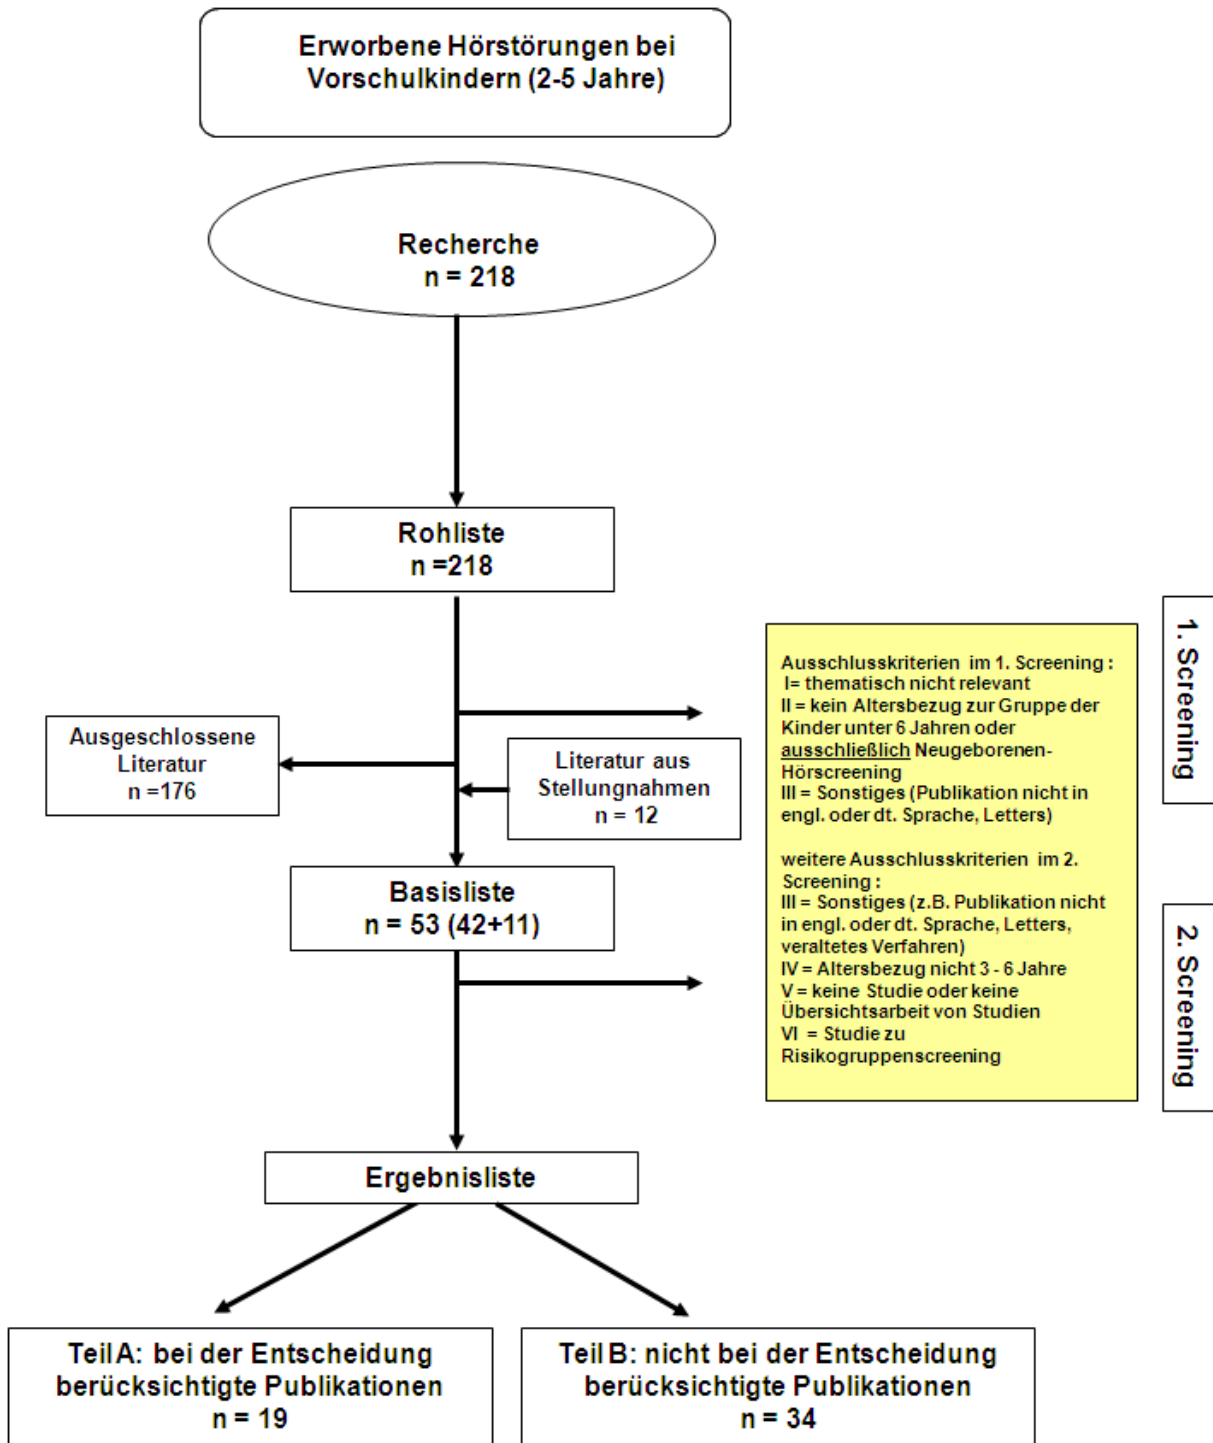 Erworbene Hörstörungen bei
Vorschulkindern (2-5 Jahre)
Recherche
n = 218
Rohliste
n =218
Ausgeschlossene
Literatur
n =176
Literatur aus
Stellungnahmen
n = 12
Basisliste
n = 53 (42+11)
Ausschlusskriterien im 1. Screening :
I= thematisch nicht relevant
II = kein Altersbezug zur Gruppe der
Kinder unter 6 Jahren oder
ausschließlich Neugeborenen-
Hörscreening
III = Sonstiges (Publikation nicht in
engl. oder dt. Sprache, Letters)
weitere Ausschlusskriterien im 2.
Screening :
III = Sonstiges (z.B. Publikation nicht
in engl. oder dt. Sprache, Letters,
veraltetes Verfahren)
IV = Altersbezug nicht 3 - 6 Jahre
V = keine Studie oder keine
Übersichtsarbeit von Studien
VI = Studie zu
Risikogruppenscreening
1. Screening
2. Screening
Ergebnisliste
Teil A: bei der Entscheidung
berücksichtigte Publikationen
n = 19
Teil B: nicht bei der Entscheidung
berücksichtigte Publikationen
n = 34